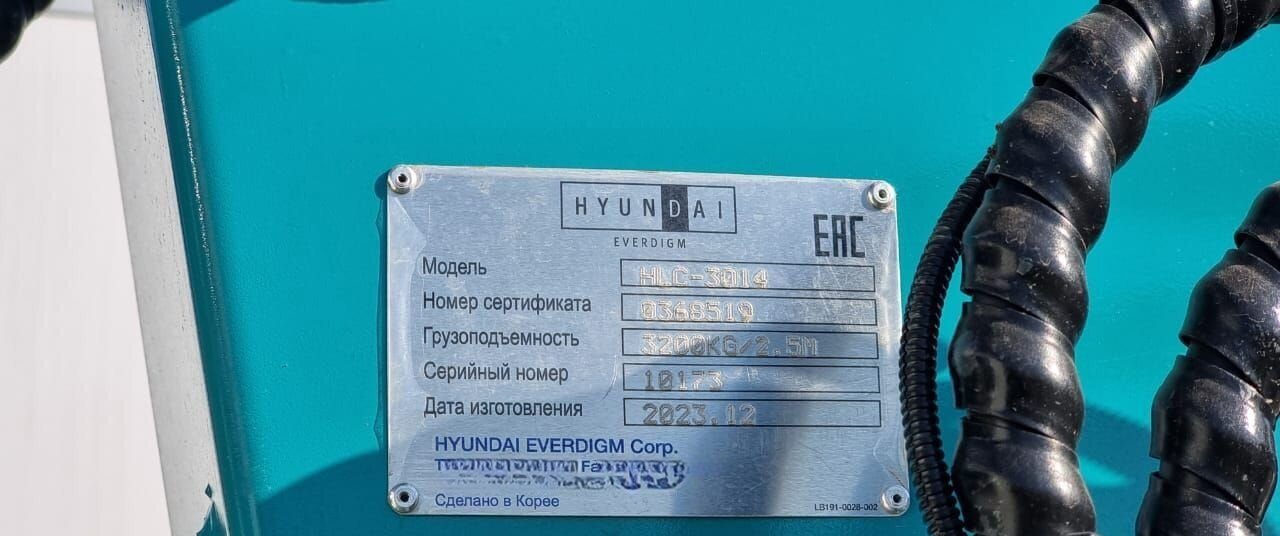 HYUNDAI
EVERDIGM
EAC
Модель HLC-3014
Номер сертификата 0368519
Грузоподъемность 3200KG/2.5M
Серийный номер 10173
Дата изготовления 2023.12
HYUNDAI EVERDIGM Corp.
Сделано в Корее
LB191-0028-002